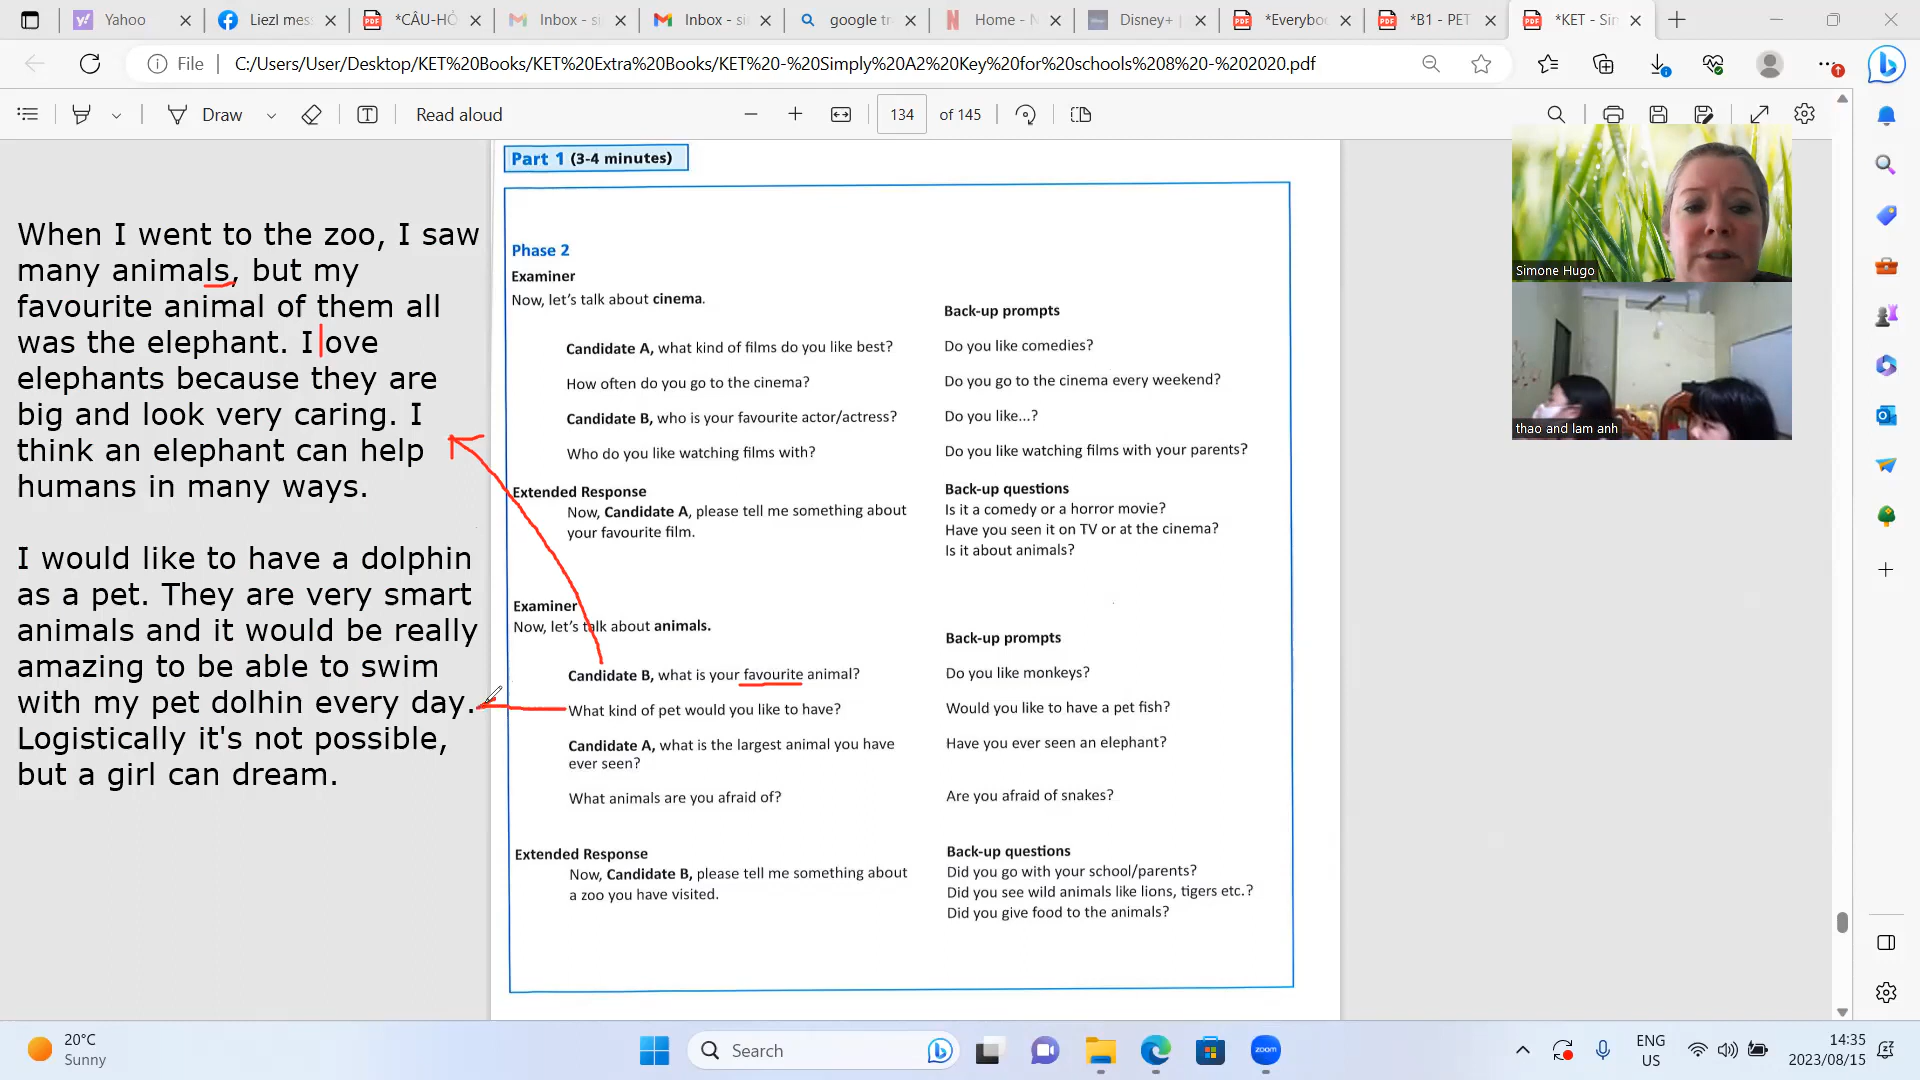 Yahoo
Liezl mess
*CÂU-HỎ
Inbox - si
Inbox - si
google tr
Home - N
Disney+ |
*Everybo
*B1 - PET
*KET - Sim
File
C:/Users/User/Desktop/KET%20Books/KET%20Extra%20Books/KET%20-%20Simply%20A2%20Key%20for%20schools%208%20-%202020.pdf
Draw
Read aloud
134
of 145
Part 1 (3-4 minutes)
When I went to the zoo, I saw
many animals, but my
favourite animal of them all
was the elephant. I love
elephants because they are
big and look very caring. I
think an elephant can help
humans in many ways.
I would like to have a dolphin
as a pet. They are very smart
animals and it would be really
amazing to be able to swim
with my pet dolhin every day.
Logistically it's not possible,
but a girl can dream.
Phase 2
Examiner
Now, let's talk about cinema.
Back-up prompts
Candidate A, what kind of films do you like best?
Do you like comedies?
How often do you go to the cinema?
Do you go to the cinema every weekend?
Candidate B, who is your favourite actor/actress?
Do you like...?
Who do you like watching films with?
Do you like watching films with your parents?
Extended Response
Now, Candidate A, please tell me something about
your favourite film.
Back-up questions
Is it a comedy or a horror movie?
Have you seen it on TV or at the cinema?
Is it about animals?
Examiner
Now, let's talk about animals.
Back-up prompts
Candidate B, what is your favourite animal?
Do you like monkeys?
What kind of pet would you like to have?
Would you like to have a pet fish?
Candidate A, what is the largest animal you have
ever seen?
Have you ever seen an elephant?
What animals are you afraid of?
Are you afraid of snakes?
Extended Response
Now, Candidate B, please tell me something about
a zoo you have visited.
Back-up questions
Did you go with your school/parents?
Did you see wild animals like lions, tigers etc.?
Did you give food to the animals?
Simone Hugo
thao and lam anh
20°C
Sunny
Search
zoom
ENG
US
14:35
2023/08/15